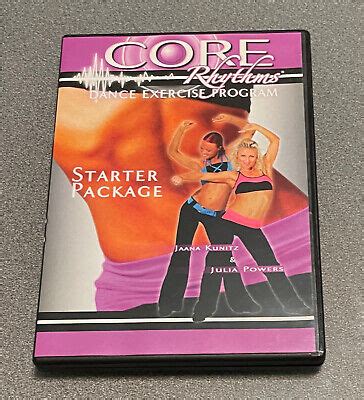 CORE
Rhythms
DANCE EXERCISE PROGRAM
STARTER
PACKAGE
JAANA KUNITZ
&
JULIA POWERS